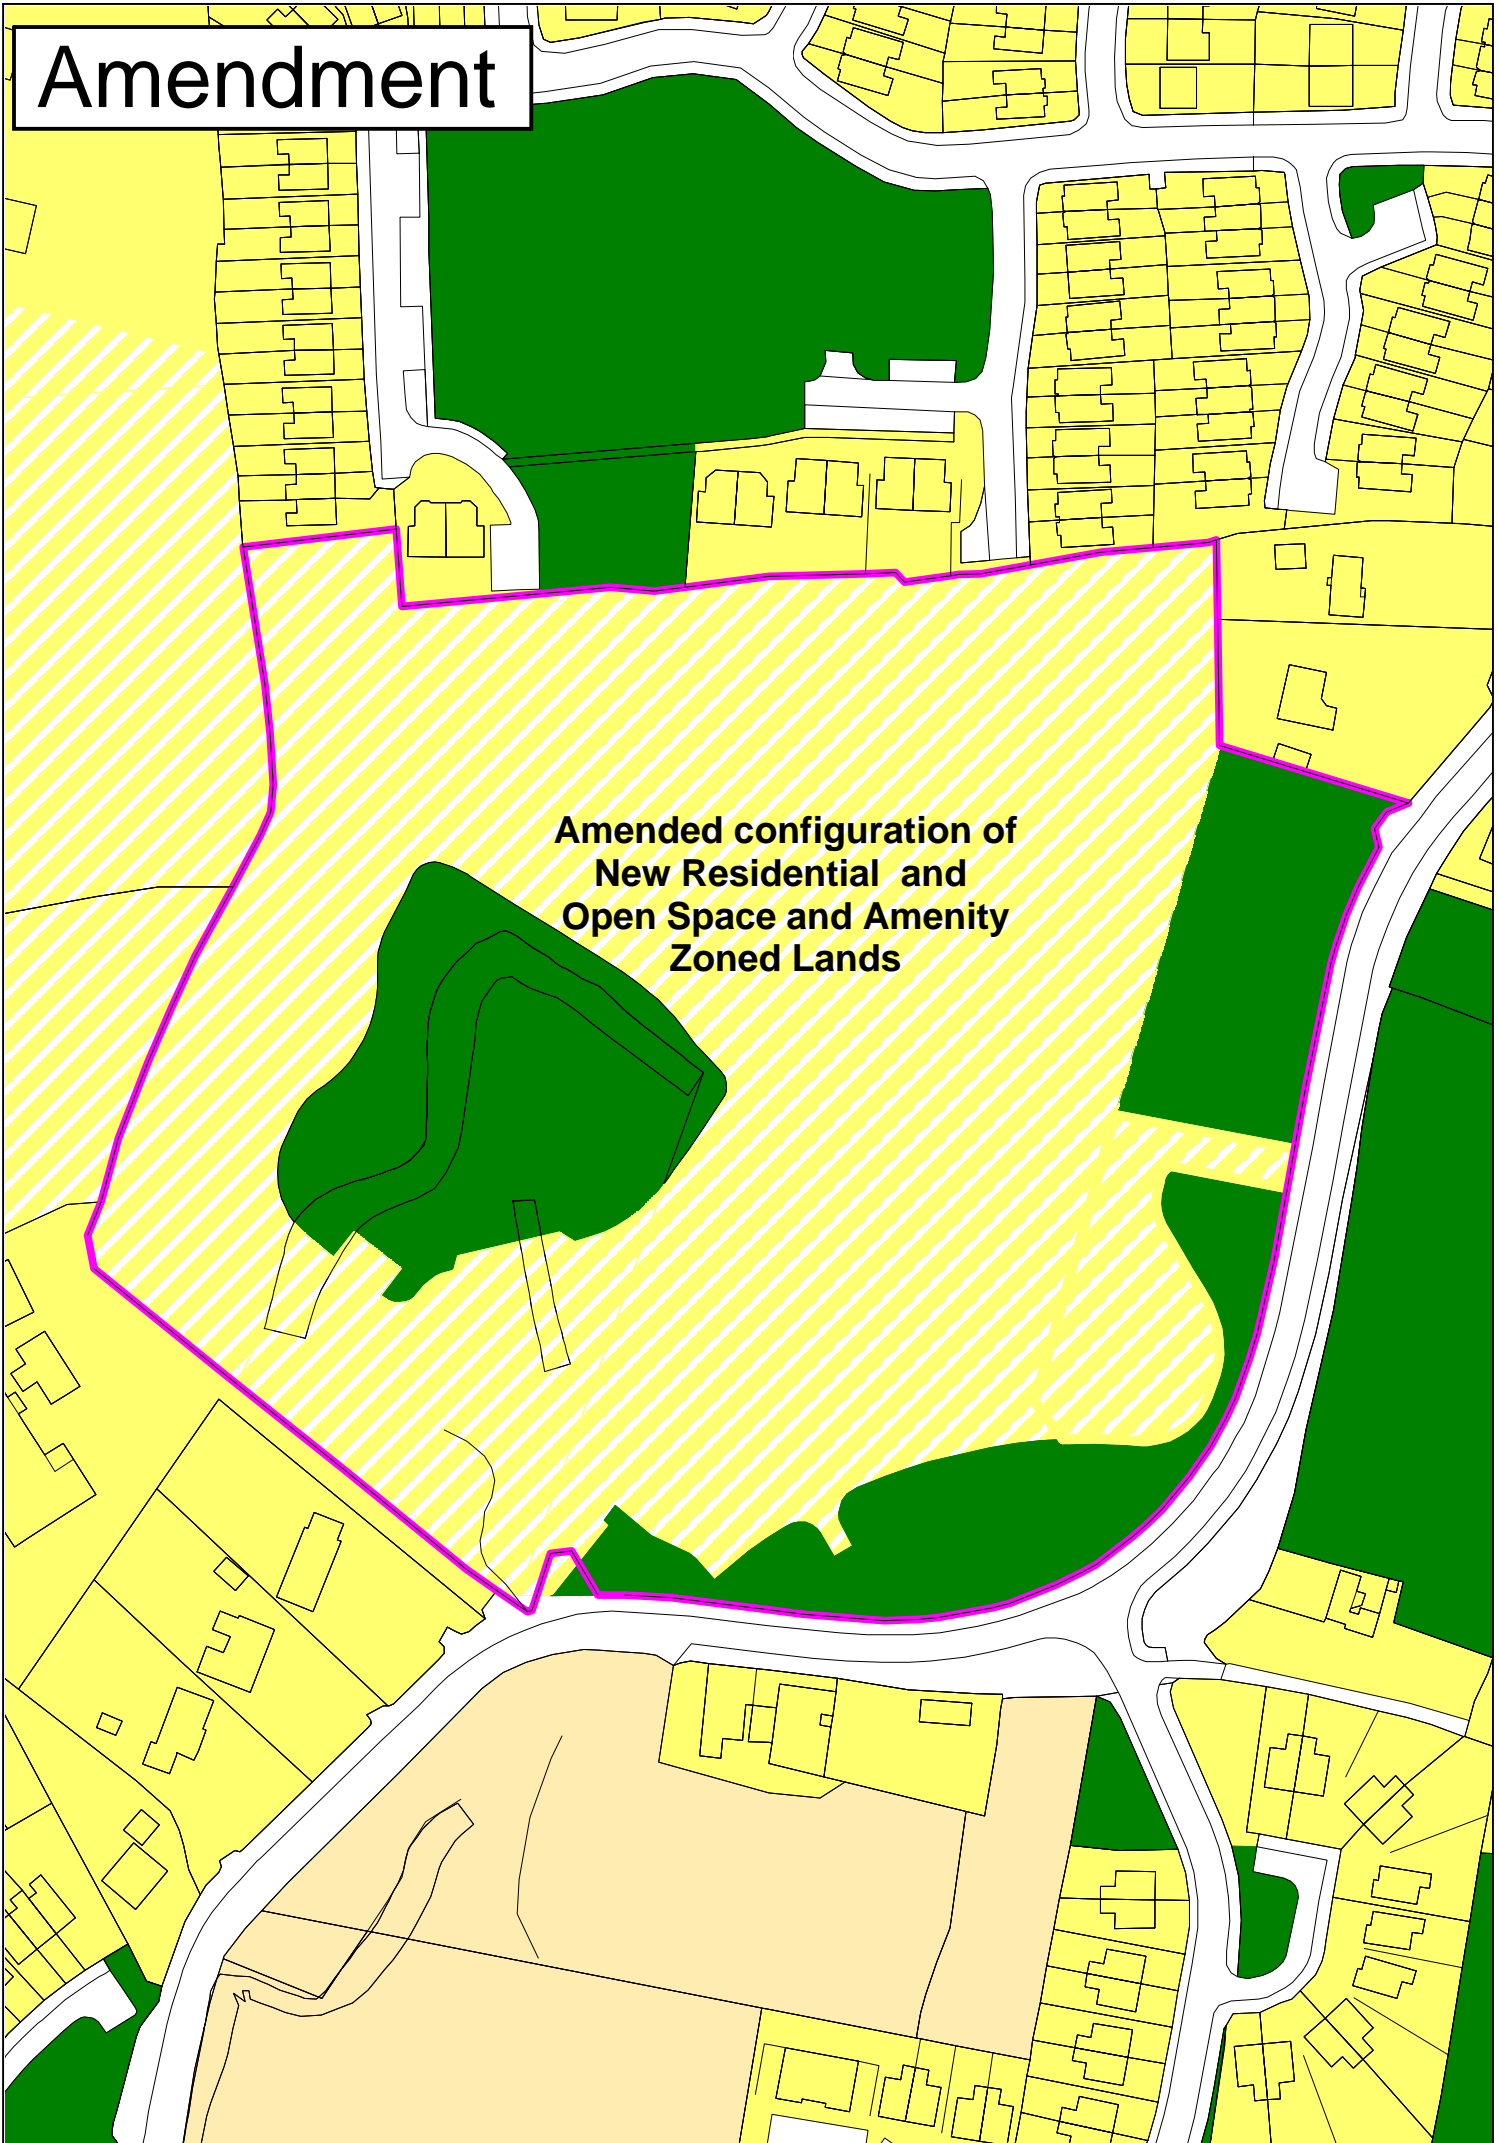 Amendment
Amended configuration of
New Residential and
Open Space and Amenity
Zoned Lands